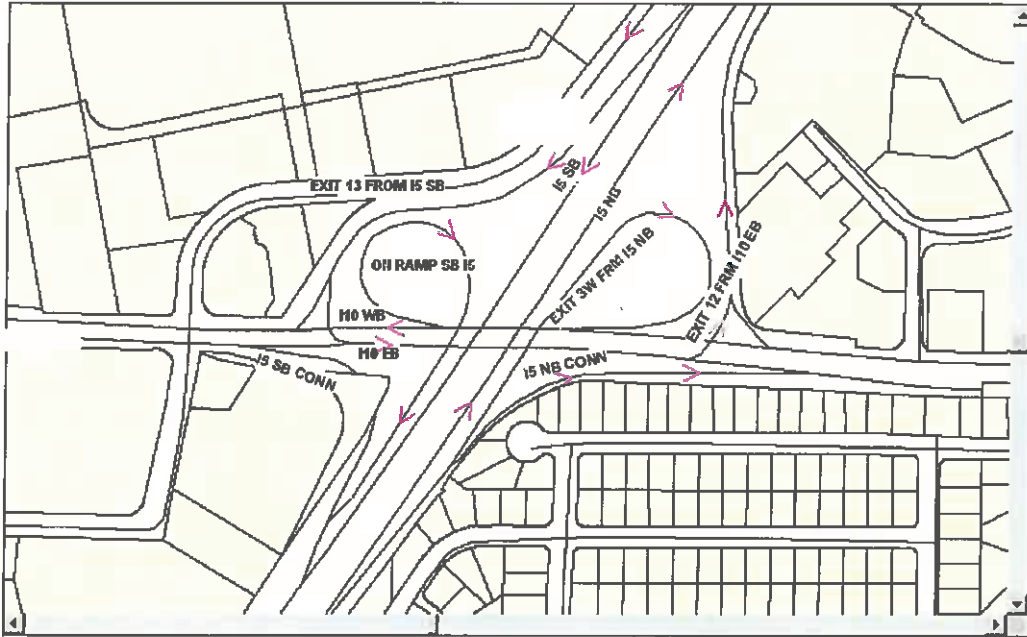 I5 SB
EXIT 13 FROM I5 SB
I5 NB
ON RAMP SB I5
EXIT 3W FROM I5 NB
EXIT 12 FRM I10 EB
I10 WB
I10 EB
I5 SB CONN
I5 NB CONN